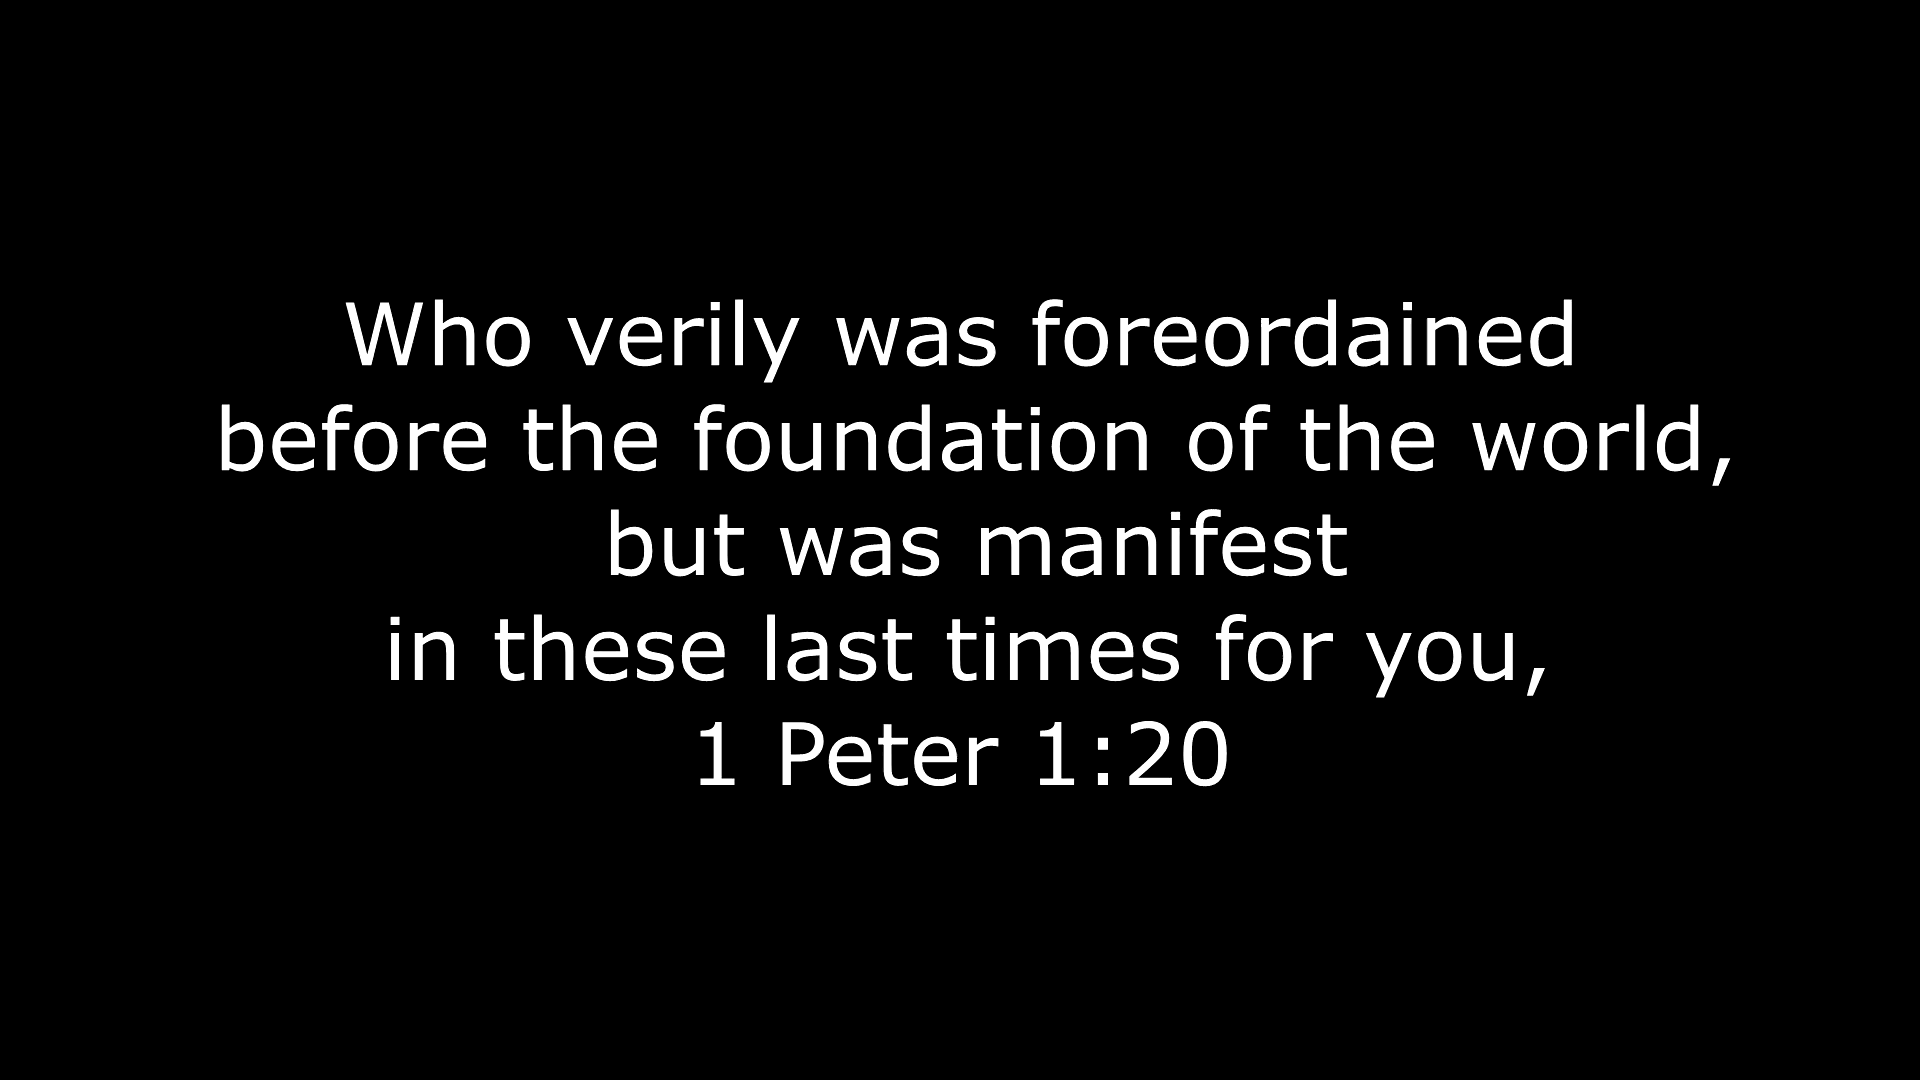 Who verily was foreordained
before the foundation of the world,
but was manifest
in these last times for you,
1 Peter 1:20